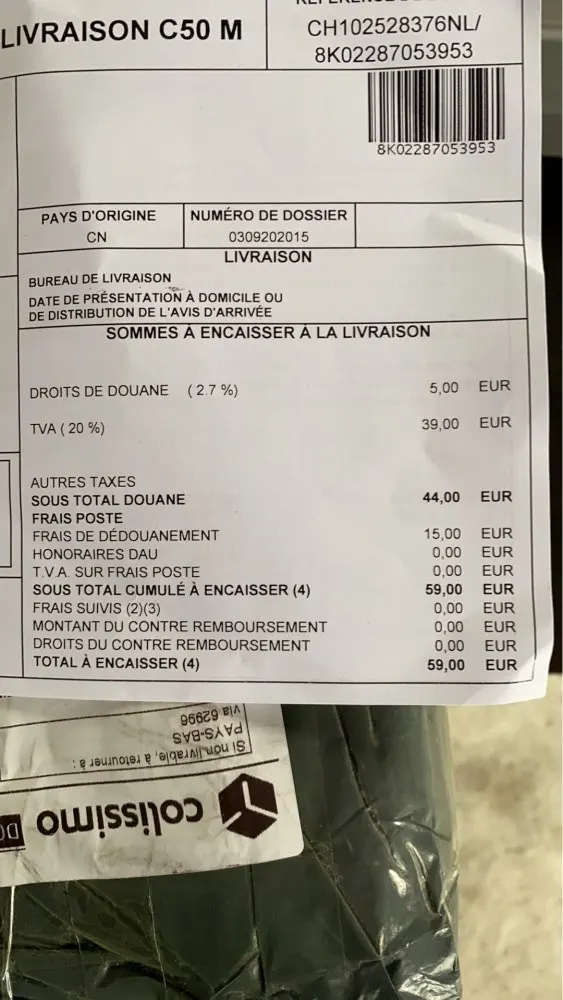 LIVRAISON C50 M
CH102528376NL/
8K02287053953
8K02287053953
PAYS D'ORIGINE
CN
NUMÉRO DE DOSSIER
0309202015
LIVRAISON
BUREAU DE LIVRAISON
DATE DE PRÉSENTATION À DOMICILE OU
DE DISTRIBUTION DE L'AVIS D'ARRIVÉE
SOMMES À ENCAISSER À LA LIVRAISON
DROITS DE DOUANE (2.7 %) 5,00 EUR
TVA ( 20 %) 39,00 EUR
AUTRES TAXES
SOUS TOTAL DOUANE 44,00 EUR
FRAIS POSTE
FRAIS DE DÉDOUANEMENT 15,00 EUR
HONORAIRES DAU 0,00 EUR
T.V.A. SUR FRAIS POSTE 0,00 EUR
SOUS TOTAL CUMULÉ À ENCAISSER (4) 59,00 EUR
FRAIS SUIVIS (2)(3) 0,00 EUR
MONTANT DU CONTRE REMBOURSEMENT 0,00 EUR
DROITS DU CONTRE REMBOURSEMENT 0,00 EUR
TOTAL À ENCAISSER (4) 59,00 EUR
colissimo
Si non livrable, à retourner à :
PAYS-BAS
via 62996